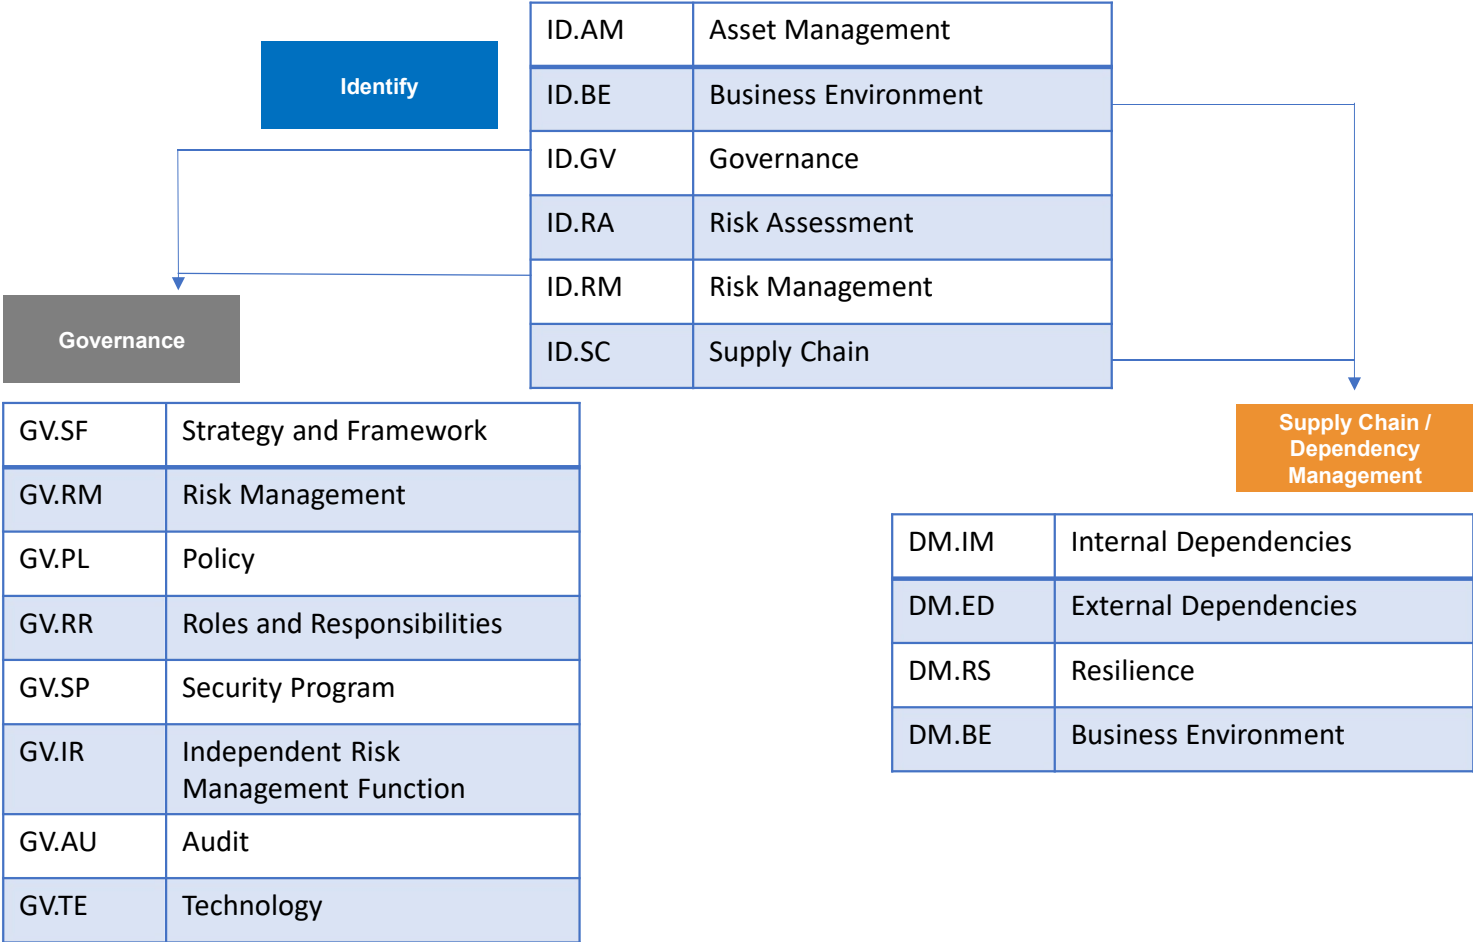 Identify
ID.AM Asset Management
ID.BE Business Environment
ID.GV Governance
ID.RA Risk Assessment
ID.RM Risk Management
ID.SC Supply Chain
Governance
GV.SF Strategy and Framework
GV.RM Risk Management
GV.PL Policy
GV.RR Roles and Responsibilities
GV.SP Security Program
GV.IR Independent Risk
Management Function
GV.AU Audit
GV.TE Technology
Supply Chain /
Dependency
Management
DM.IM Internal Dependencies
DM.ED External Dependencies
DM.RS Resilience
DM.BE Business Environment